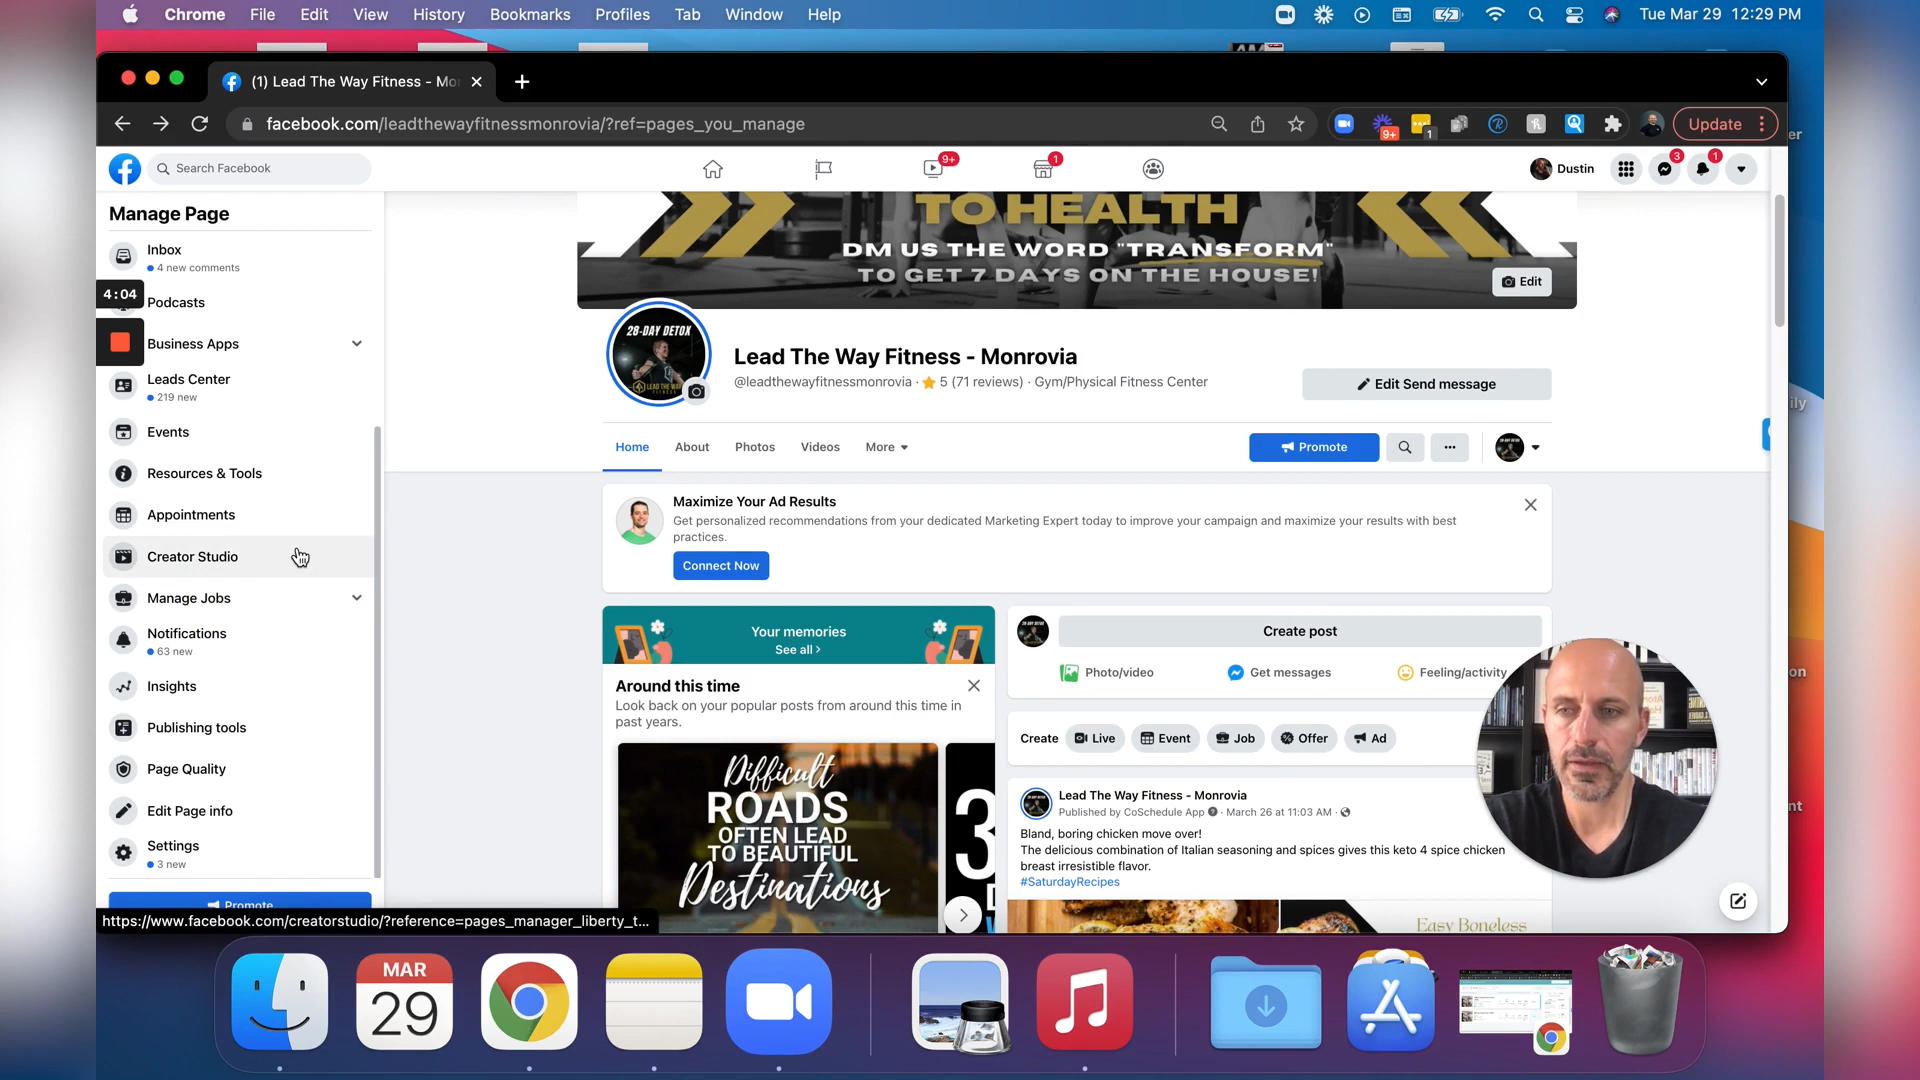 Chrome File Edit View History Bookmarks Profiles Tab Window Help
Tue Mar 29 12:29 PM
(1) Lead The Way Fitness - Mo
facebook.com/leadthewayfitnessmonrovia/?ref=pages_you_manage
9+
1
Update
Search Facebook
9+
1
Dustin
3
1
Manage Page
Inbox
4 new comments
4:04
Podcasts
Business Apps
Leads Center
219 new
Events
Resources & Tools
Appointments
Creator Studio
Manage Jobs
Notifications
63 new
Insights
Publishing tools
Page Quality
Edit Page info
Settings
3 new
Promote
https://www.facebook.com/creatorstudio/?reference=pages_manager_liberty_t...
TO HEALTH
DM US THE WORD "TRANSFORM"
TO GET 7 DAYS ON THE HOUSE!
Edit
28-DAY DETOX
LEAD THE WAY
FITNESS
Lead The Way Fitness - Monrovia
@leadthewayfitnessmonrovia · 5 (71 reviews) · Gym/Physical Fitness Center
Edit Send message
Home About Photos Videos More
Promote
Maximize Your Ad Results
Get personalized recommendations from your dedicated Marketing Expert today to improve your campaign and maximize your results with best
practices.
Connect Now
Your memories
See all >
Around this time
Look back on your popular posts from around this time in
past years.
Difficult
ROADS
OFTEN LEAD
TO BEAUTIFUL
Destinations
3
Create post
Photo/video
Get messages
Feeling/activity
Create Live Event Job Offer Ad
Lead The Way Fitness - Monrovia
Published by CoSchedule App · March 26 at 11:03 AM ·
Bland, boring chicken move over!
The delicious combination of Italian seasoning and spices gives this keto 4 spice chicken
breast irresistible flavor.
#SaturdayRecipes
Easy Boneless
MAR
29